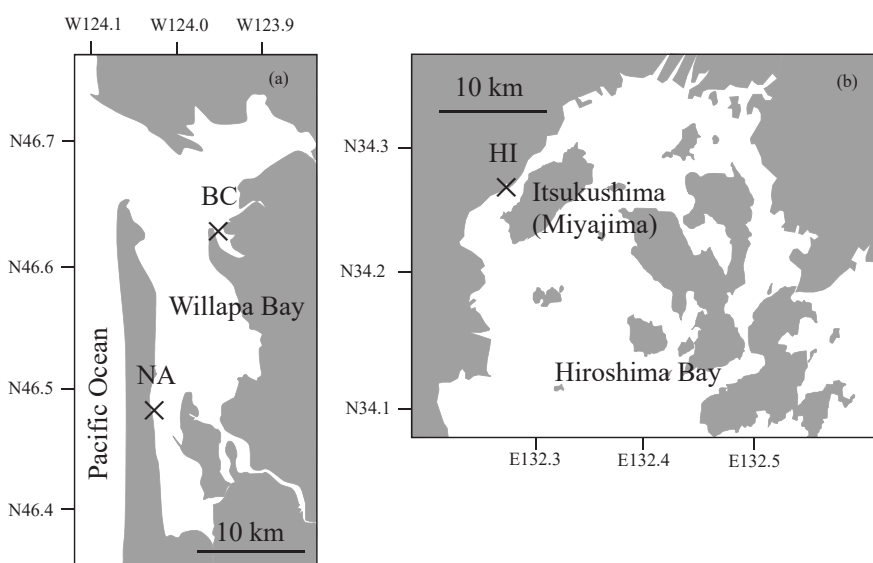 W124.1 W124.0 W123.9
(a)
N46.7
BC
N46.6
Willapa Bay
Pacific Ocean
NA
N46.5
N46.4
10 km
(b)
10 km
N34.3
HI
Itsukushima
(Miyajima)
N34.2
Hiroshima Bay
N34.1
E132.3 E132.4 E132.5